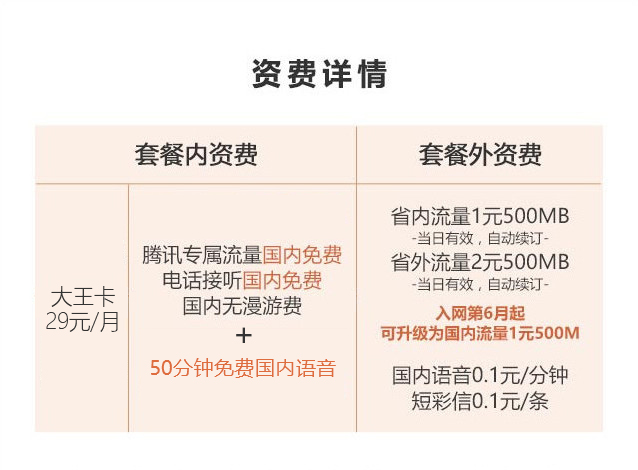 资费详情
套餐内资费
套餐外资费
大王卡
29元/月
腾讯专属流量国内免费
电话接听国内免费
国内无漫游费
+
50分钟免费国内语音
省内流量1元500MB
-当日有效，自动续订-
省外流量2元500MB
-当日有效，自动续订-
入网第6月起
可升级为国内流量1元500M
国内语音0.1元/分钟
短彩信0.1元/条